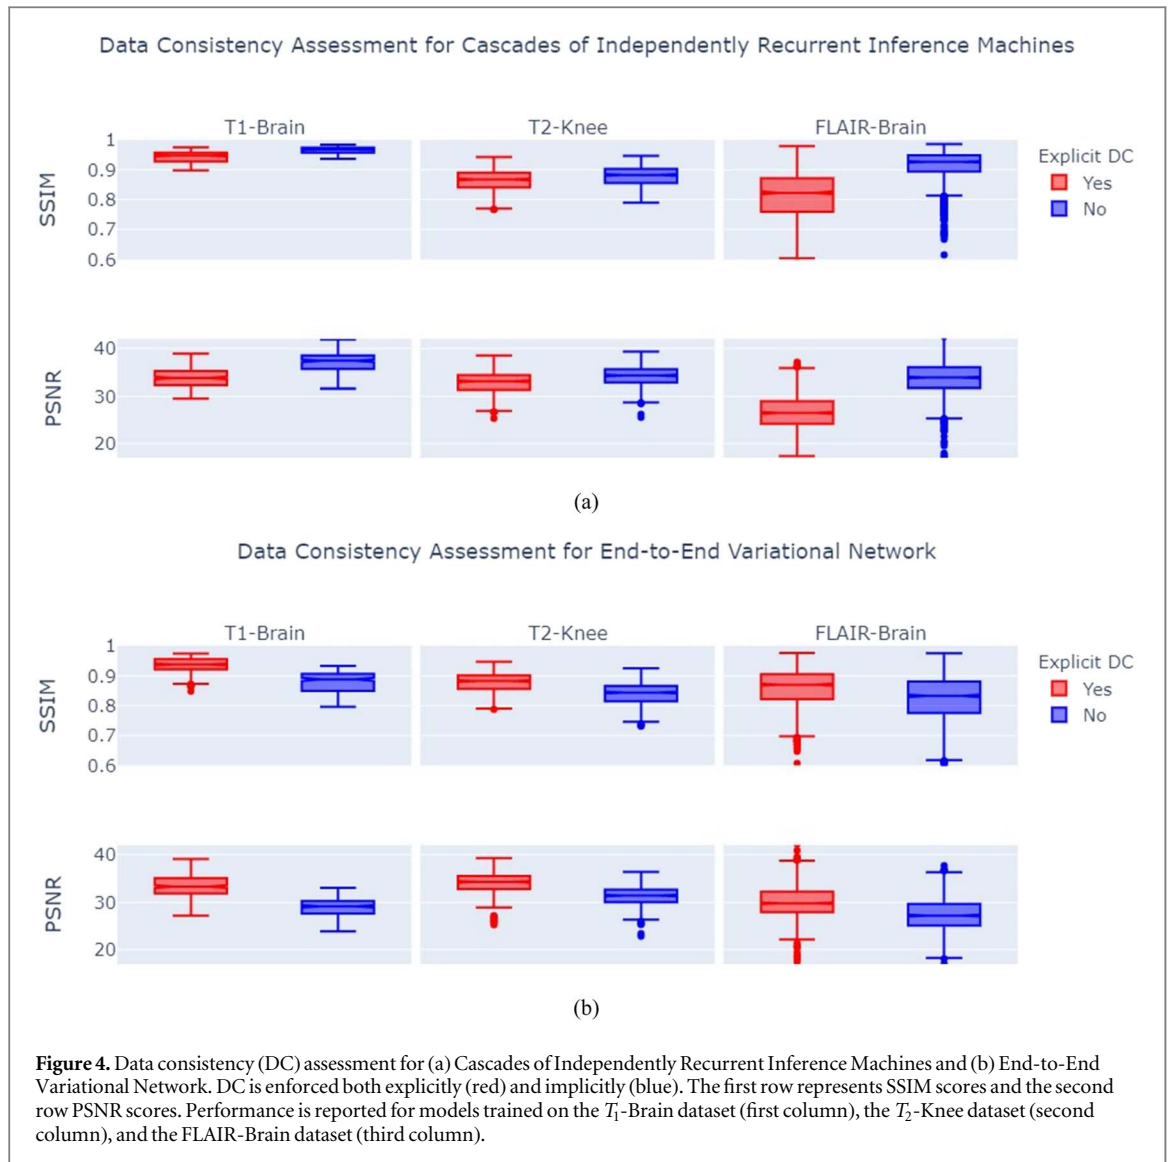 Data Consistency Assessment for Cascades of Independently Recurrent Inference Machines
T1-Brain
T2-Knee
FLAIR-Brain
SSIM
1
0.9
0.8
0.7
0.6
Explicit DC
Yes
No
PSNR
40
30
20
(a)
Data Consistency Assessment for End-to-End Variational Network
T1-Brain
T2-Knee
FLAIR-Brain
SSIM
1
0.9
0.8
0.7
0.6
Explicit DC
Yes
No
PSNR
40
30
20
(b)
Figure 4. Data consistency (DC) assessment for (a) Cascades of Independently Recurrent Inference Machines and (b) End-to-End
Variational Network. DC is enforced both explicitly (red) and implicitly (blue). The first row represents SSIM scores and the second
row PSNR scores. Performance is reported for models trained on the T₁-Brain dataset (first column), the T₂-Knee dataset (second
column), and the FLAIR-Brain dataset (third column).